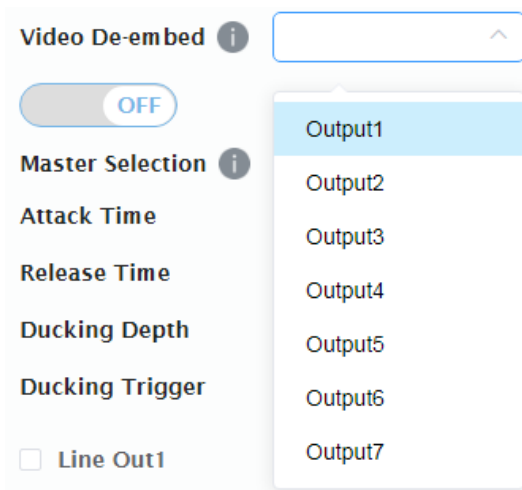 Video De-embed
OFF
Output1
Master Selection
Output2
Attack Time
Output3
Release Time
Output4
Ducking Depth
Output5
Ducking Trigger
Output6
Line Out1
Output7